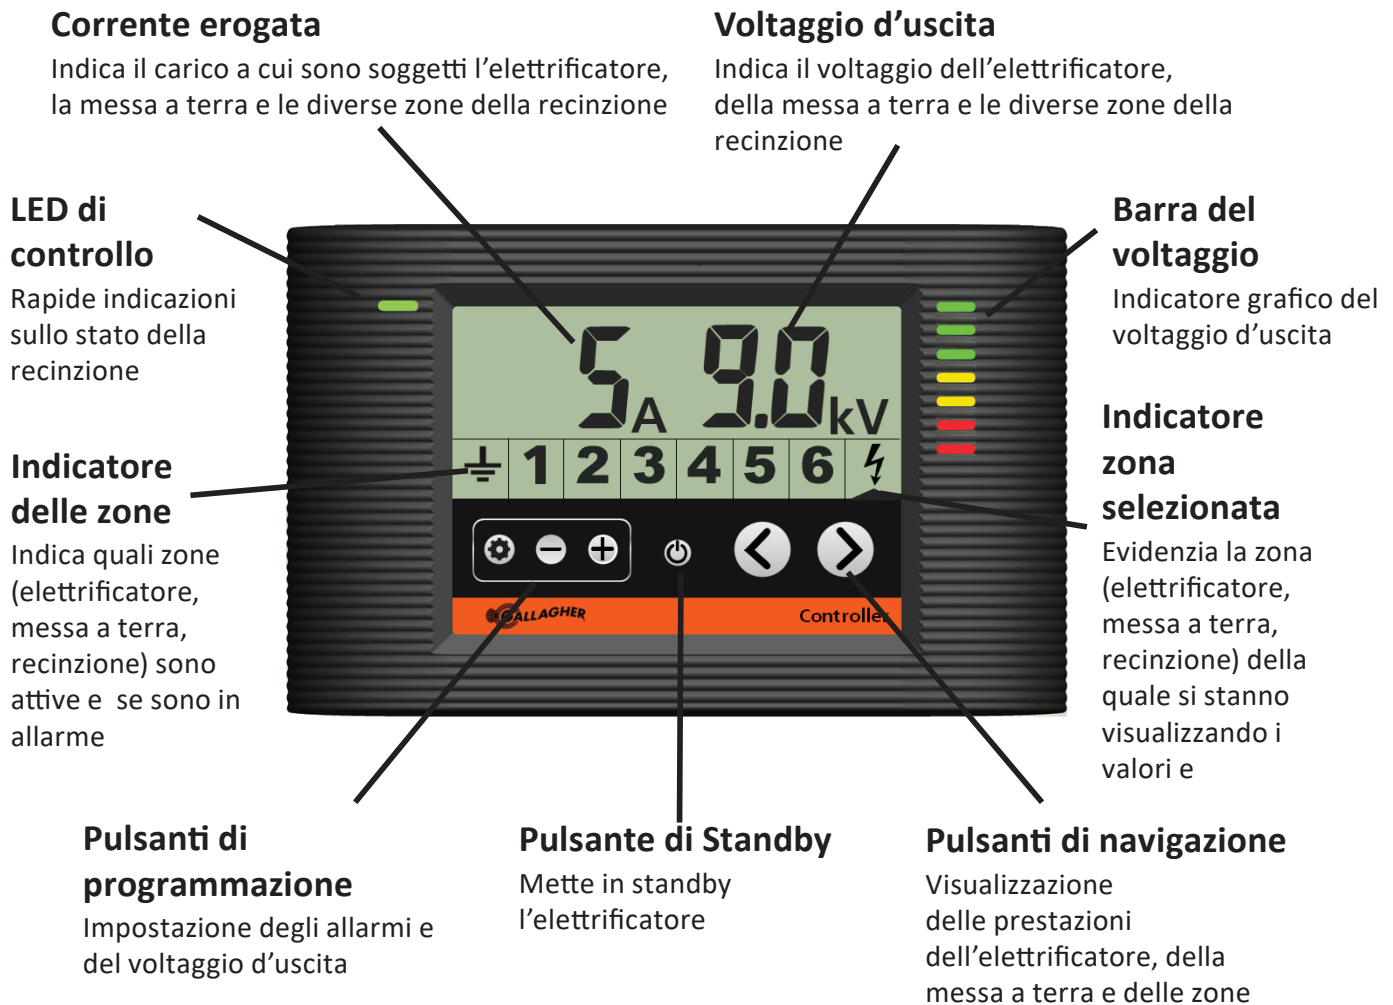 Corrente erogata
Indica il carico a cui sono soggetti l’elettrificatore,
la messa a terra e le diverse zone della recinzione
Voltaggio d’uscita
Indica il voltaggio dell’elettrificatore,
della messa a terra e le diverse zone della
recinzione
LED di
controllo
Rapide indicazioni
sullo stato della
recinzione
Barra del
voltaggio
Indicatore grafico del
voltaggio d’uscita
5A 9.0kV
1 2 3 4 5 6
GALLAGHER
Controller
Indicatore
delle zone
Indica quali zone
(elettrificatore,
messa a terra,
recinzione) sono
attive e  se sono in
allarme
Indicatore
zona
selezionata
Evidenzia la zona
(elettrificatore,
messa a terra,
recinzione) della
quale si stanno
visualizzando i
valori e
Pulsanti di
programmazione
Impostazione degli allarmi e
del voltaggio d’uscita
Pulsante di Standby
Mette in standby
l’elettrificatore
Pulsanti di navigazione
Visualizzazione
delle prestazioni
dell’elettrificatore, della
messa a terra e delle zone